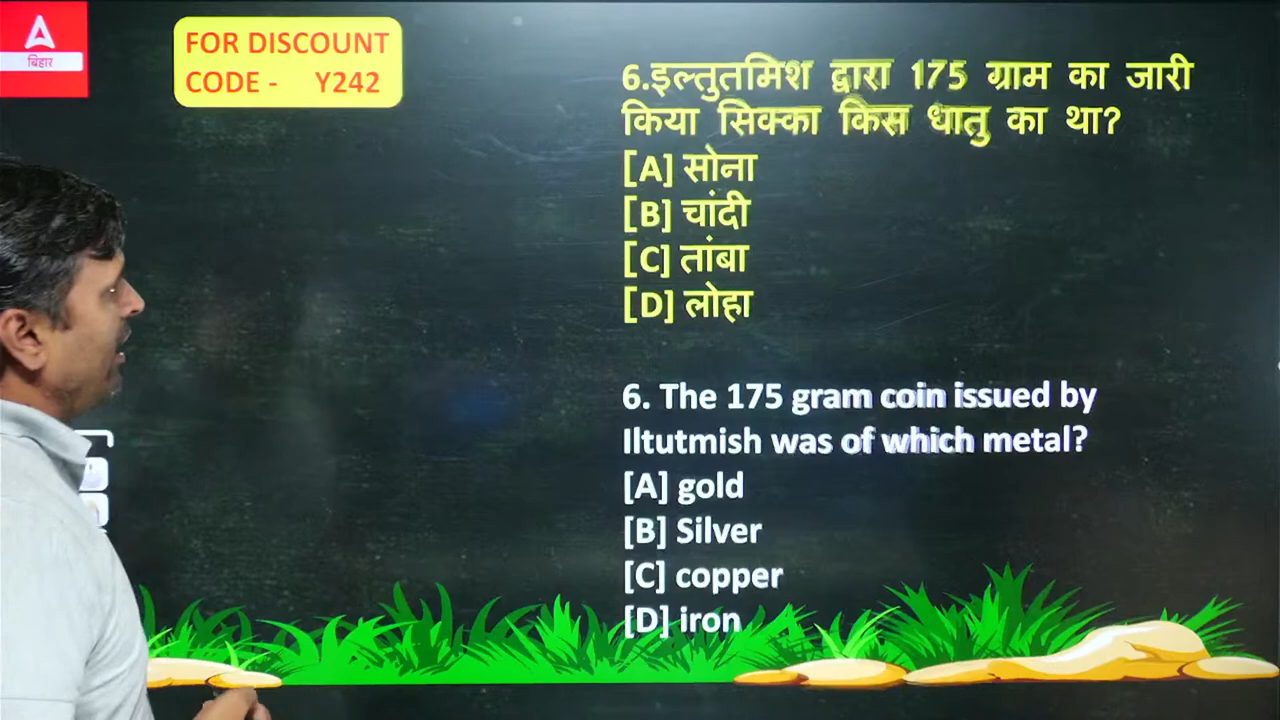 बिहार
FOR DISCOUNT
CODE - Y242
6.इल्तुतमिश द्वारा 175 ग्राम का जारी
किया सिक्का किस धातु का था?
[A] सोना
[B] चांदी
[C] तांबा
[D] लोहा
6. The 175 gram coin issued by
Iltutmish was of which metal?
[A] gold
[B] Silver
[C] copper
[D] iron